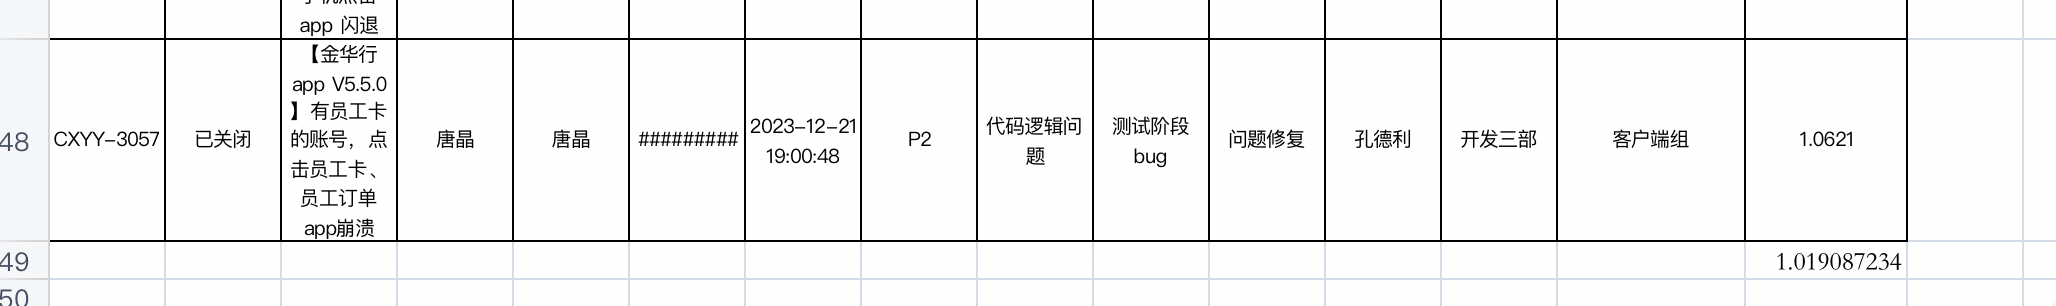 app 闪退
48
CXYY-3057
已关闭
【金华行
app V5.5.0
】有员工卡
的账号，点
击员工卡、
员工订单
app崩溃
唐晶
唐晶
#########
2023-12-21
19:00:48
P2
代码逻辑问
题
测试阶段
bug
问题修复
孔德利
开发三部
客户端组
1.0621
49
1.019087234
50